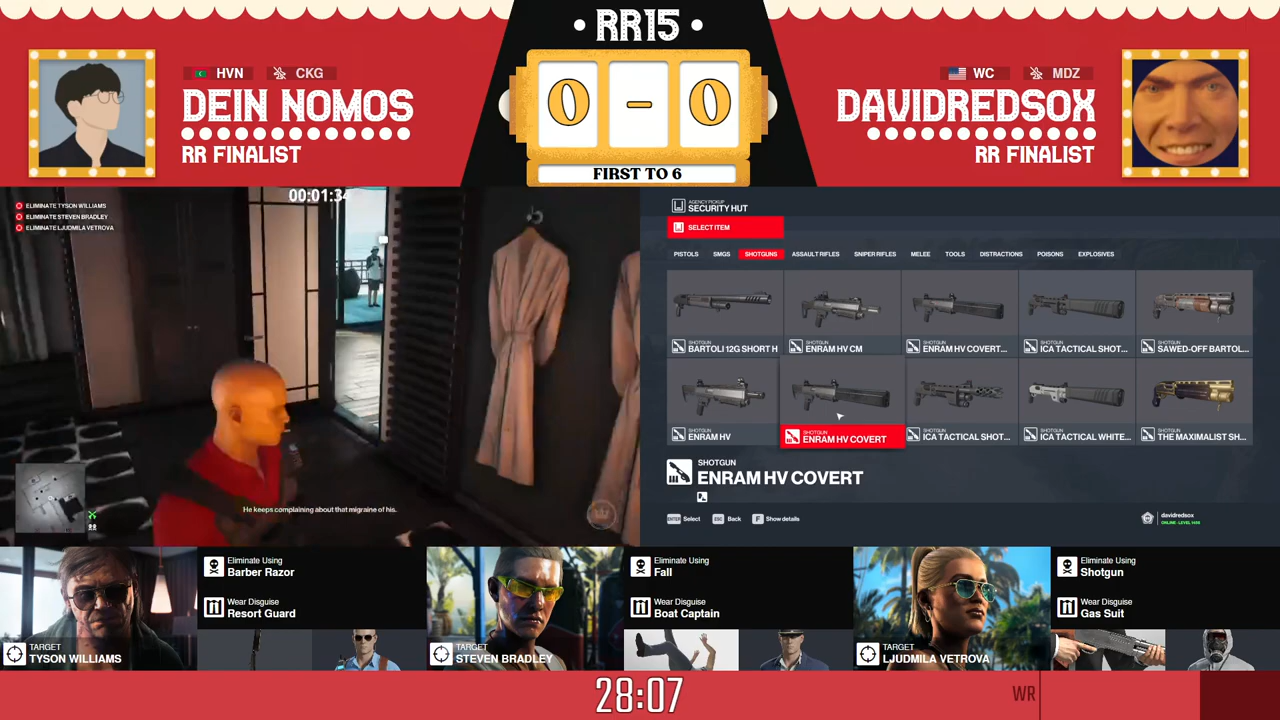 • RR15 •
HVN
CKG
DEIN NOMOS
RR FINALIST
0 - 0
FIRST TO 6
WC
MDZ
DAVIDREDSOX
RR FINALIST
00:01:34
ELIMINATE TYSON WILLIAMS
ELIMINATE STEVEN BRADLEY
ELIMINATE LJUDMILA VETROVA
He keeps complaining about that migraine of his.
AGENCY PICKUP
SECURITY HUT
SELECT ITEM
PISTOLS SMGS SHOTGUNS ASSAULT RIFLES SNIPER RIFLES MELEE TOOLS DISTRACTIONS POISONS EXPLOSIVES
SHOTGUN
BARTOLI 12G SHORT H
SHOTGUN
ENRAM HV CM
SHOTGUN
ENRAM HV COVERT...
SHOTGUN
ICA TACTICAL SHOT...
SHOTGUN
SAWED-OFF BARTOL...
SHOTGUN
ENRAM HV
SHOTGUN
ENRAM HV COVERT
SHOTGUN
ICA TACTICAL SHOT...
SHOTGUN
ICA TACTICAL WHITE...
SHOTGUN
THE MAXIMALIST SH...
SHOTGUN
ENRAM HV COVERT
ENTER Select ESC Back F Show details
davidredsox
TARGET
TYSON WILLIAMS
Eliminate Using
Barber Razor
Wear Disguise
Resort Guard
TARGET
STEVEN BRADLEY
Eliminate Using
Fall
Wear Disguise
Boat Captain
TARGET
LJUDMILA VETROVA
Eliminate Using
Shotgun
Wear Disguise
Gas Suit
28:07
WR